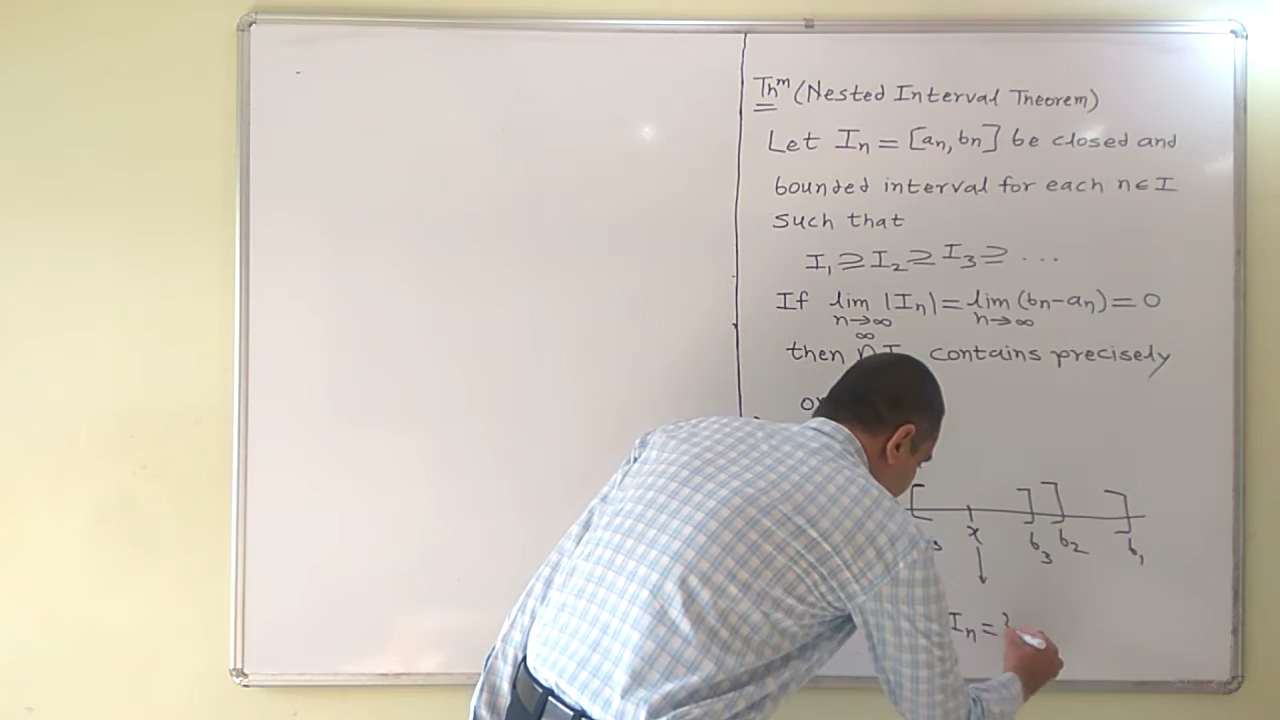 Thm (Nested Interval Theorem)
Let In = [an, bn] be closed and
bounded interval for each n∈I
such that
I1 ⊇ I2 ⊇ I3 ⊇ ...
If lim n→∞ |In| = lim n→∞ (bn-an) = 0
then ∞ ∩ I contains precisely
x b3 b2 b1
In =